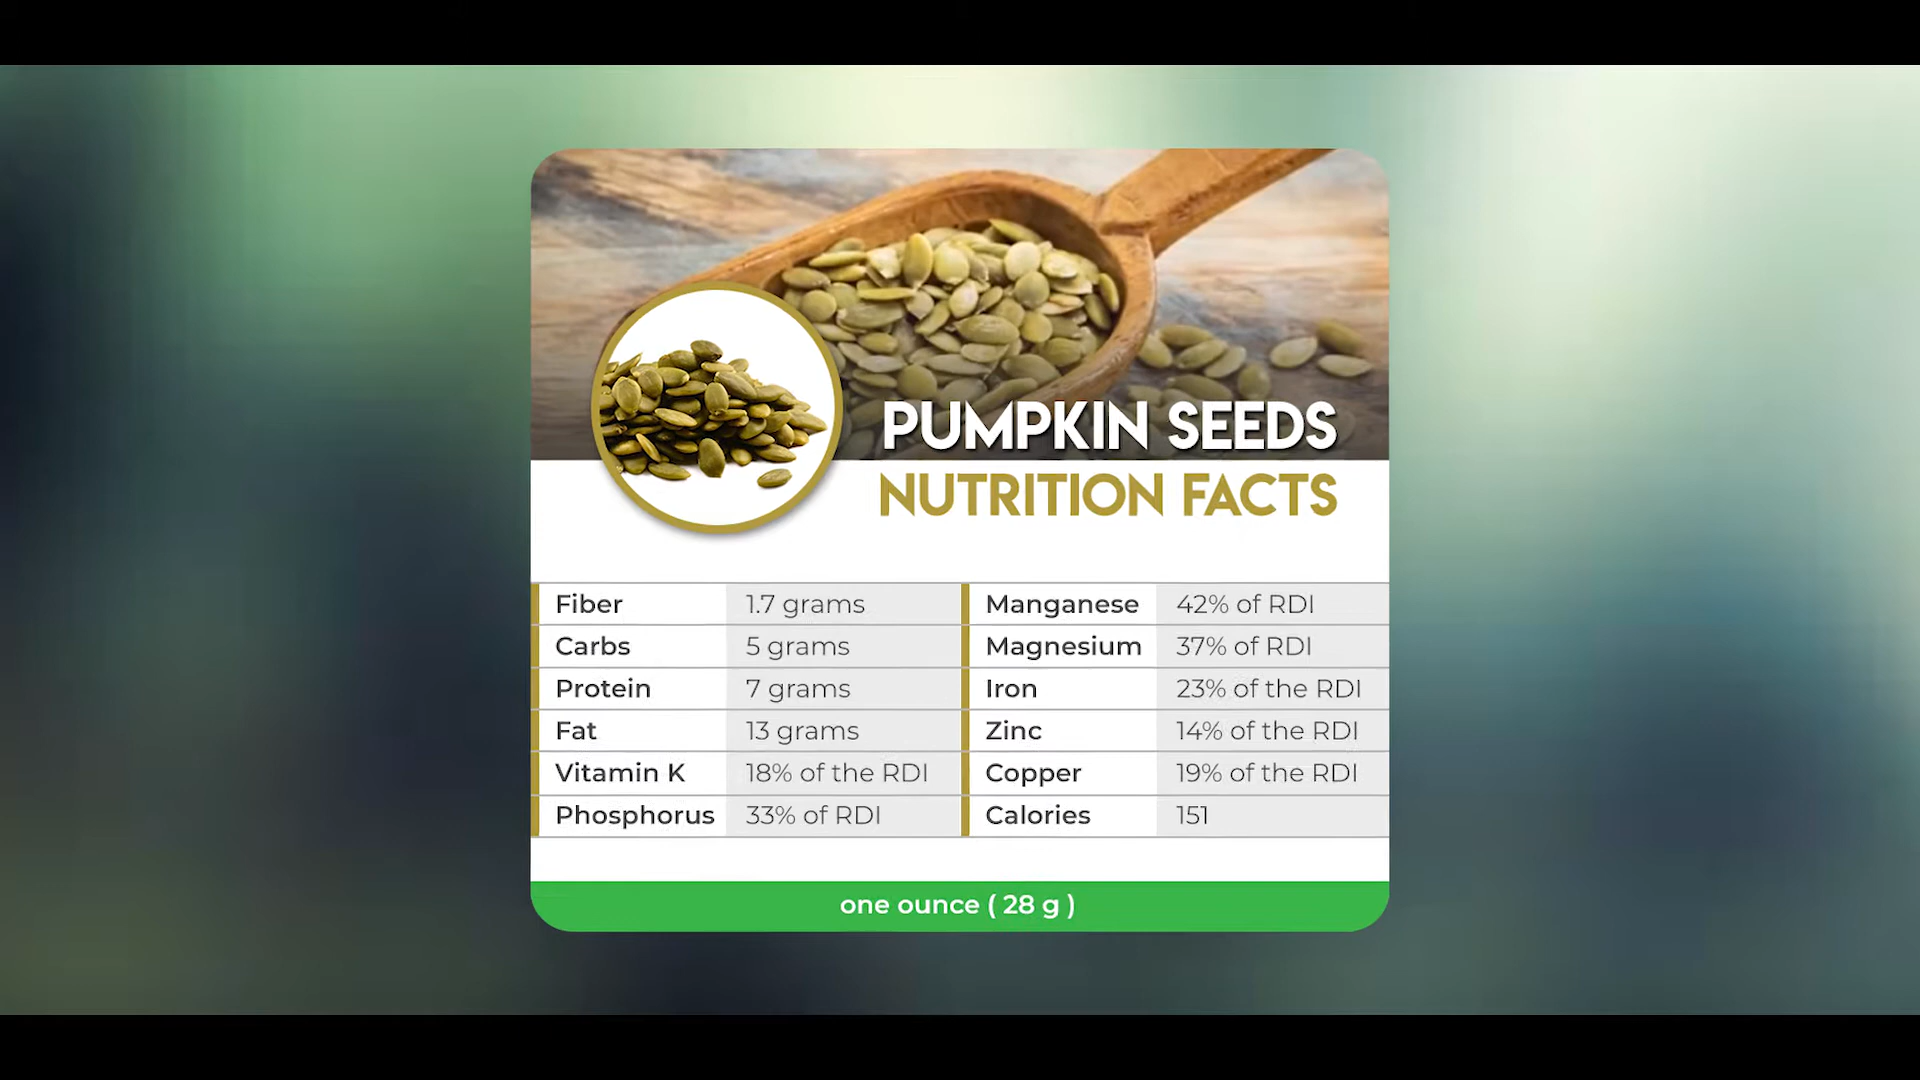 PUMPKIN SEEDS
NUTRITION FACTS
Fiber 1.7 grams Manganese 42% of RDI
Carbs 5 grams Magnesium 37% of RDI
Protein 7 grams Iron 23% of the RDI
Fat 13 grams Zinc 14% of the RDI
Vitamin K 18% of the RDI Copper 19% of the RDI
Phosphorus 33% of RDI Calories 151
one ounce ( 28 g )